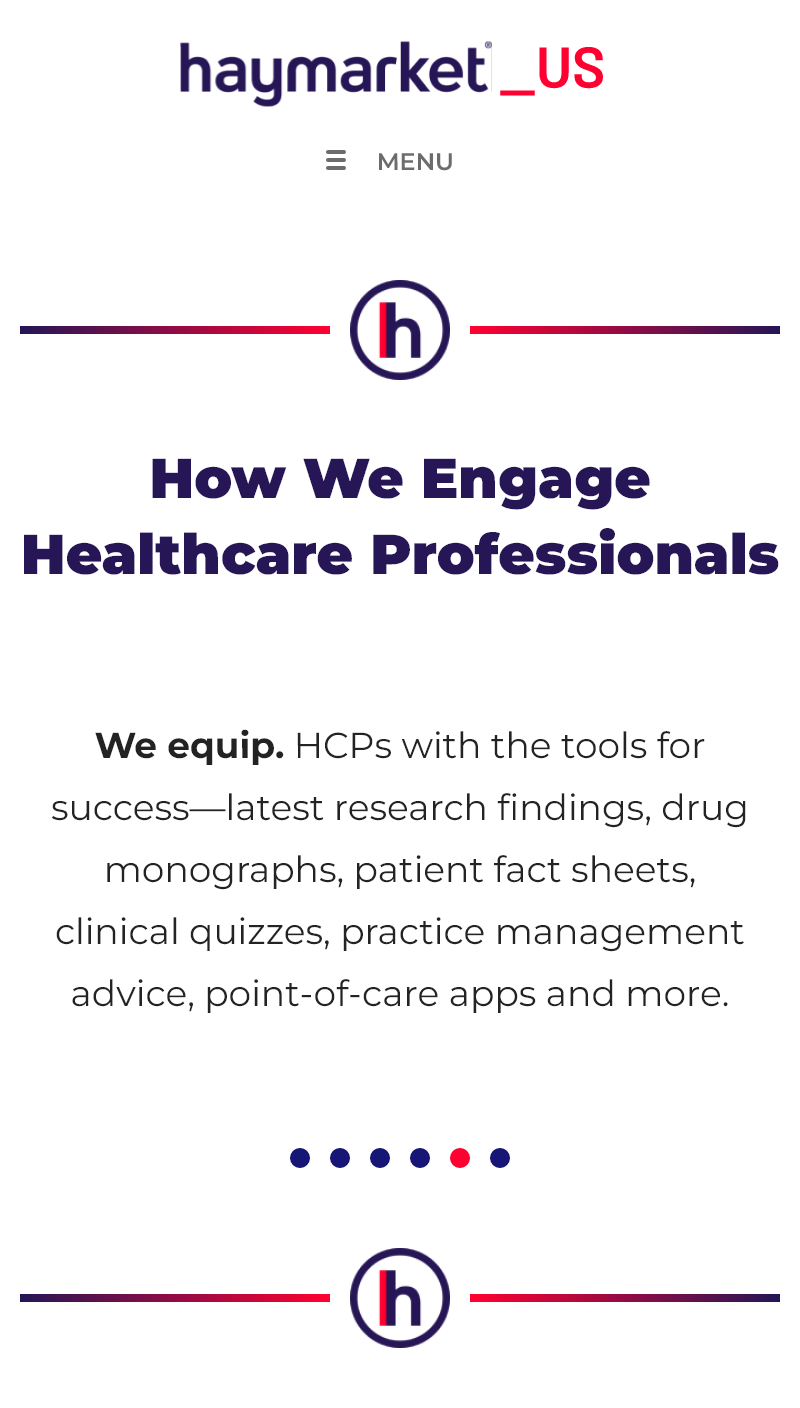 haymarket® _US
MENU
h
How We Engage
Healthcare Professionals
We equip. HCPs with the tools for
success—latest research findings, drug
monographs, patient fact sheets,
clinical quizzes, practice management
advice, point-of-care apps and more.
h